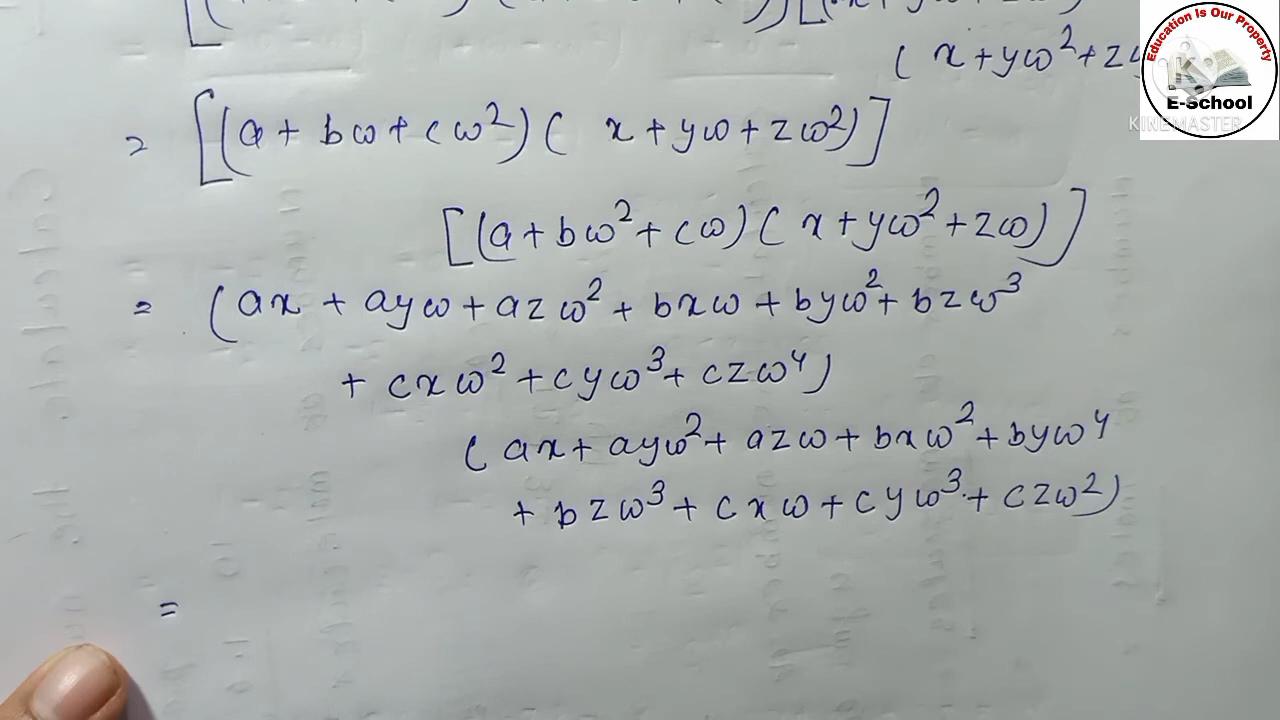 ( x + yω² + z
= [(a + bω + cω²) ( x + yω + zω²)]
[(a + bω² + cω) ( x + yω² + zω)]
= (ax + ayω + azω² + bxω + byω² + bzω³
+ cxω² + cyω³ + czω⁴)
(ax + ayω² + azω + bxω² + byω⁴
+ bzω³ + cxω + cyω³ + czω²)
=
Education Is Our Property
E-School
KINEMASTER